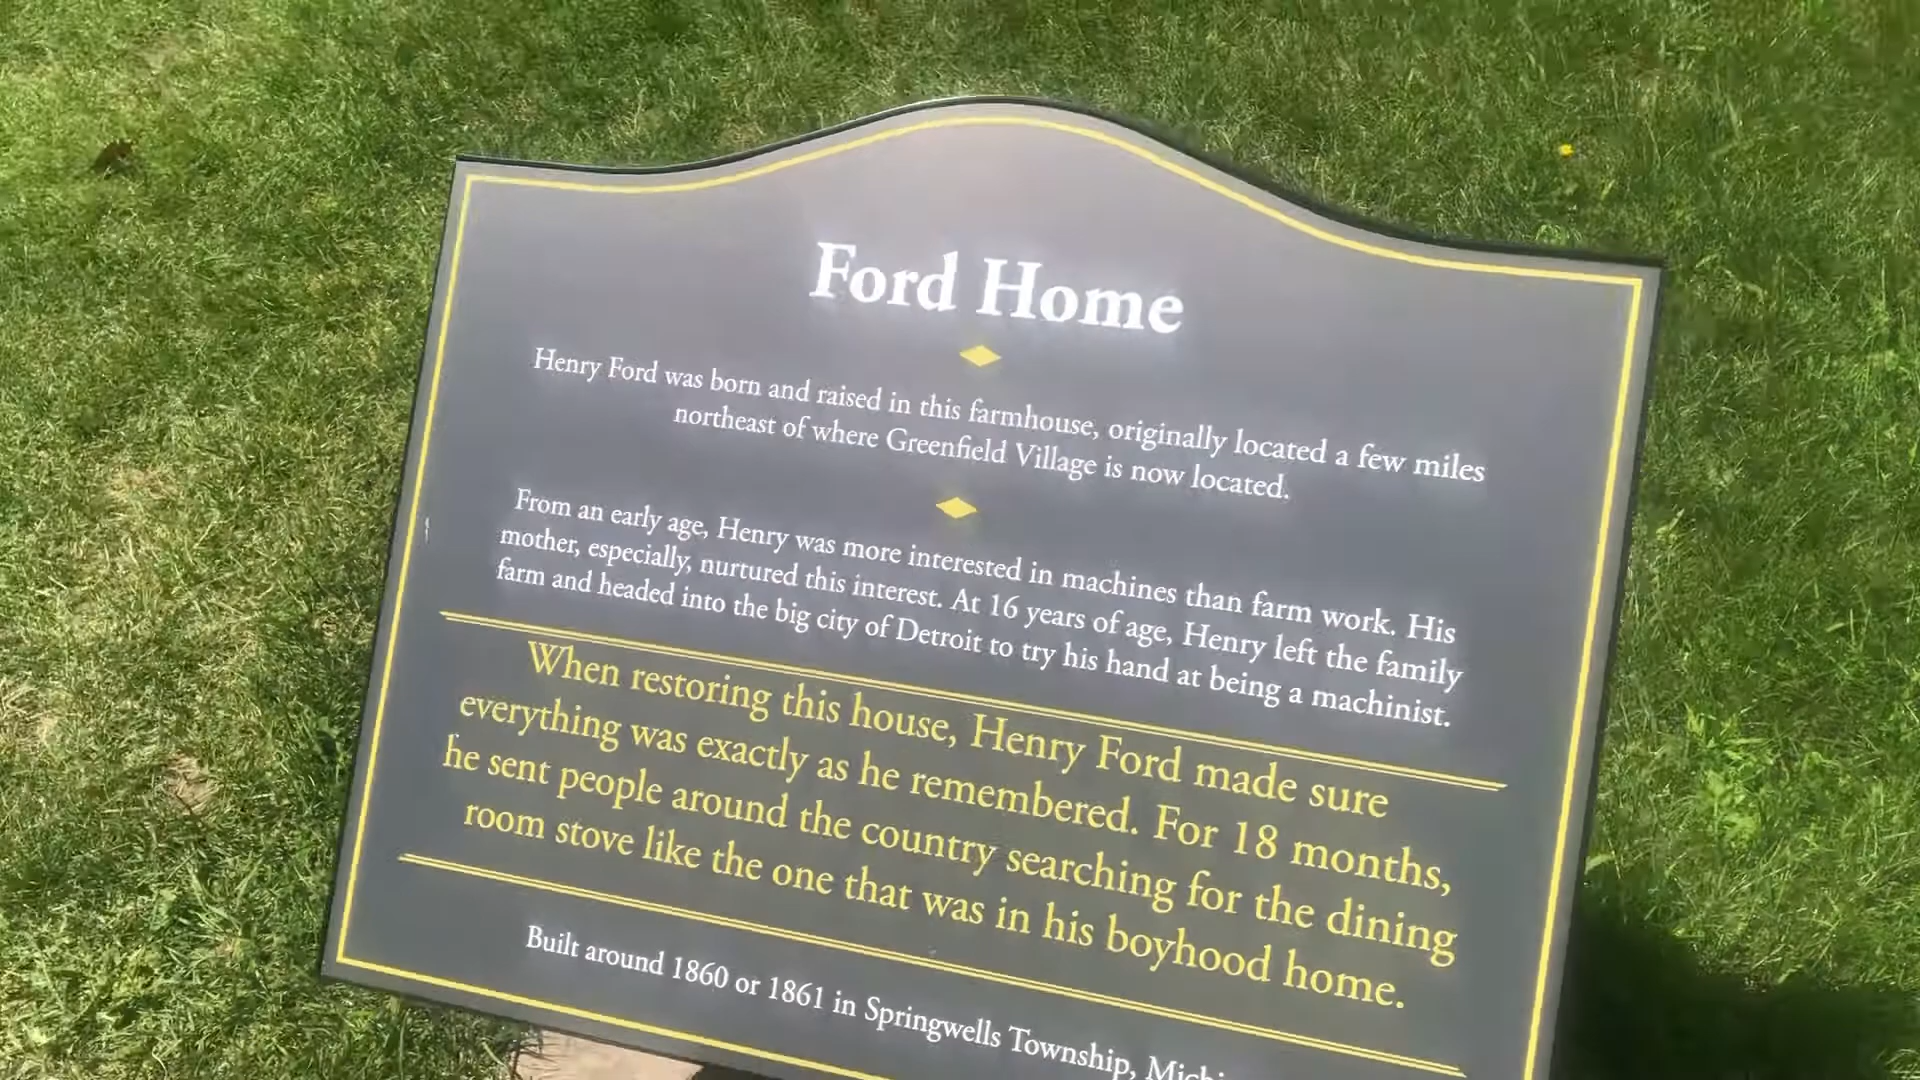 Ford Home
Henry Ford was born and raised in this farmhouse, originally located a few miles
northeast of where Greenfield Village is now located.
From an early age, Henry was more interested in machines than farm work. His
mother, especially, nurtured this interest. At 16 years of age, Henry left the family
farm and headed into the big city of Detroit to try his hand at being a machinist.
When restoring this house, Henry Ford made sure
everything was exactly as he remembered. For 18 months,
he sent people around the country searching for the dining
room stove like the one that was in his boyhood home.
Built around 1860 or 1861 in Springwells Township,